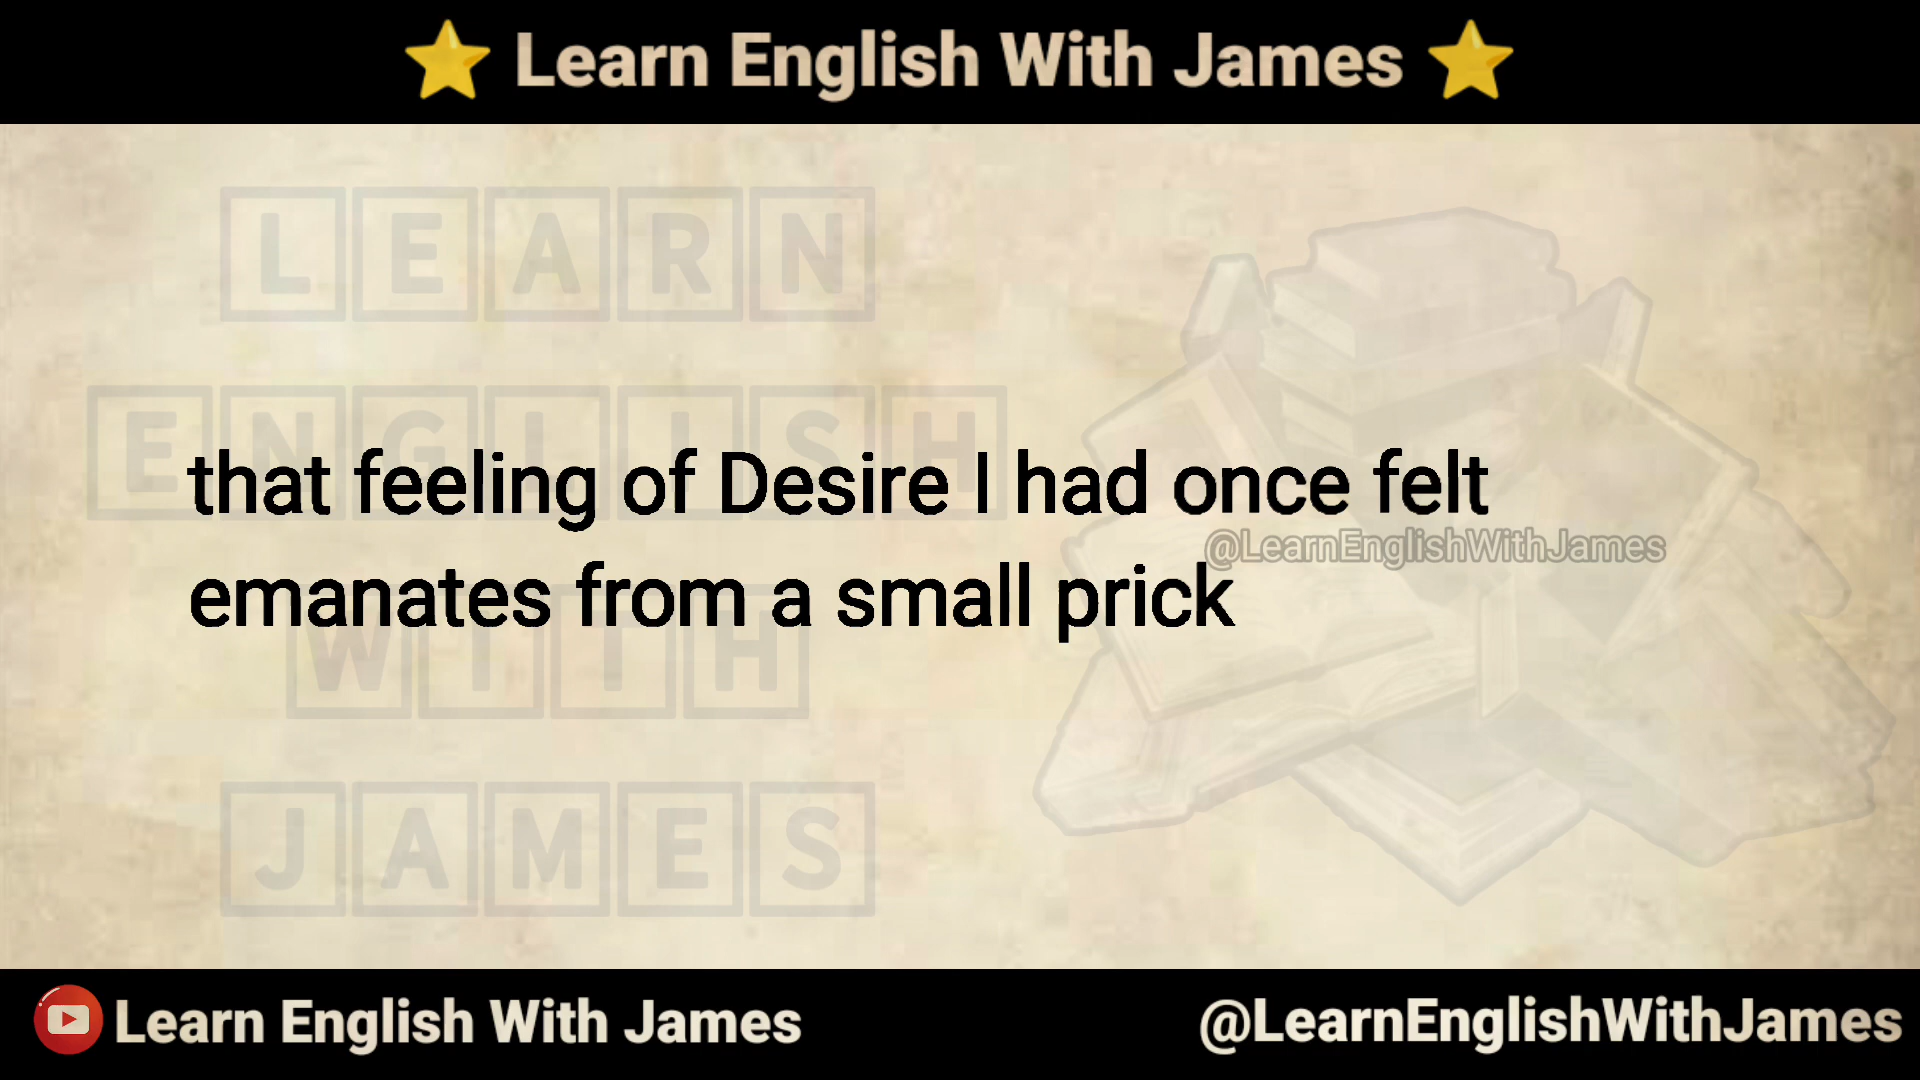 Learn English With James
LEARN
ENGLISH
that feeling of Desire I had once felt
@LearnEnglishWithJames
emanates from a small prick
WITH
JAMES
Learn English With James
@LearnEnglishWithJames